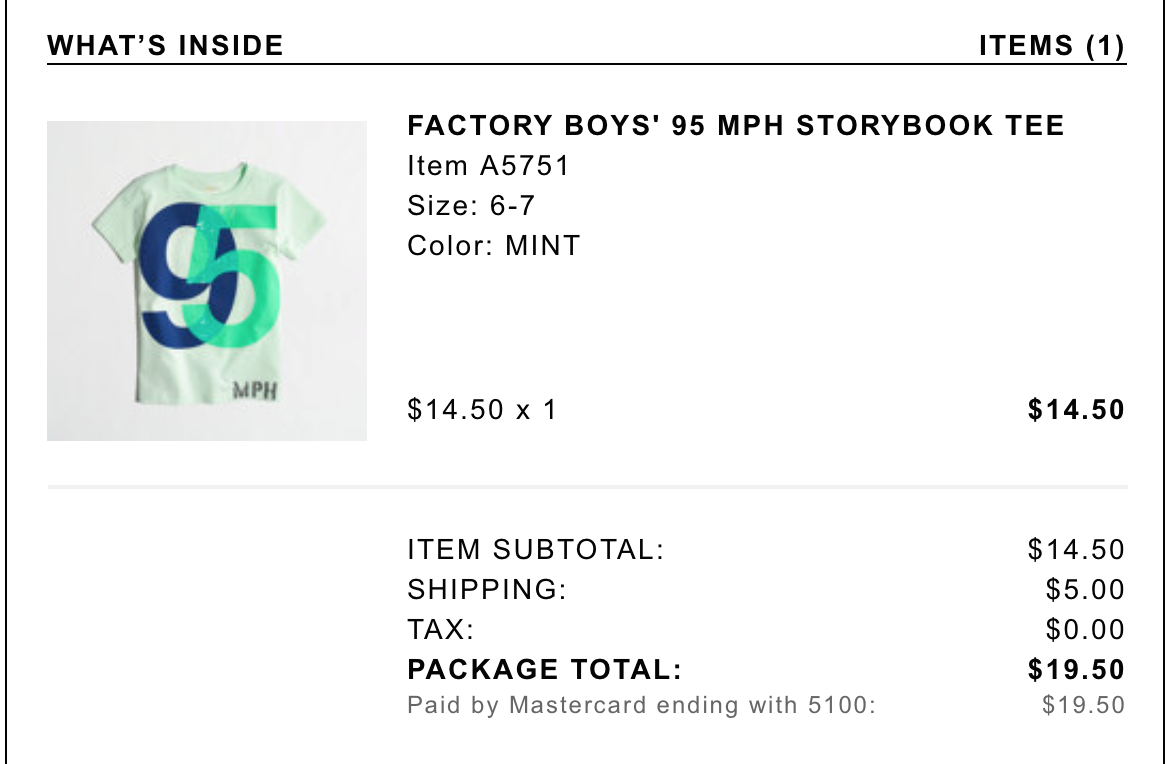 WHAT’S INSIDE ITEMS (1)
FACTORY BOYS' 95 MPH STORYBOOK TEE
Item A5751
Size: 6-7
Color: MINT
95
MPH
$14.50 x 1 $14.50
ITEM SUBTOTAL: $14.50
SHIPPING: $5.00
TAX: $0.00
PACKAGE TOTAL: $19.50
Paid by Mastercard ending with 5100: $19.50